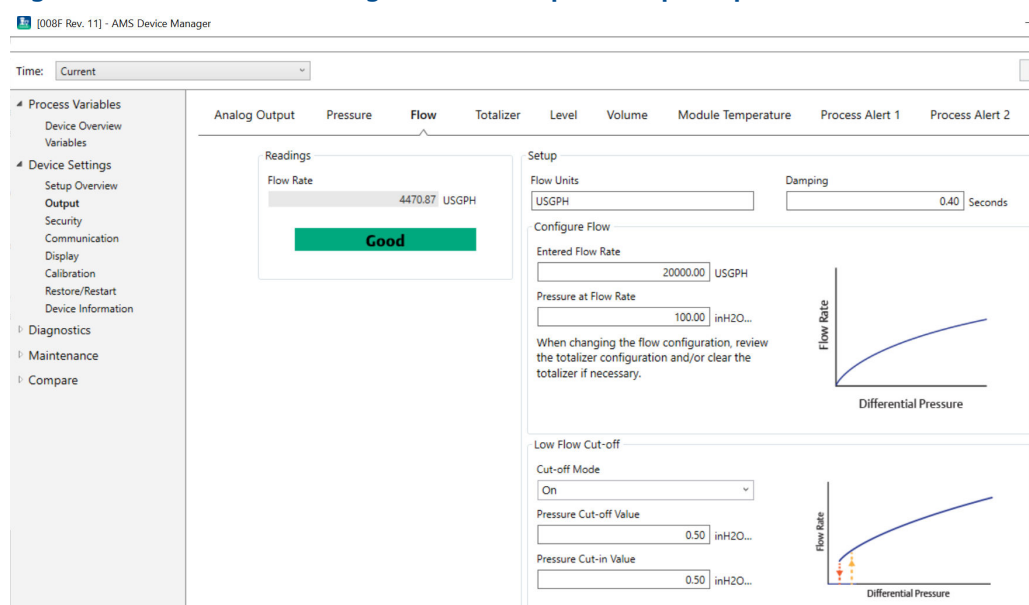 [008F Rev. 11] - AMS Device Manager
Time: Current
Process Variables
Device Overview
Variables
Device Settings
Setup Overview
Output
Security
Communication
Display
Calibration
Restore/Restart
Device Information
Diagnostics
Maintenance
Compare
Analog Output Pressure Flow Totalizer Level Volume Module Temperature Process Alert 1 Process Alert 2
Readings
Flow Rate
4470.87 USGPH
Good
Setup
Flow Units
USGPH
Damping
0.40 Seconds
Configure Flow
Entered Flow Rate
20000.00 USGPH
Pressure at Flow Rate
100.00 inH2O...
When changing the flow configuration, review
the totalizer configuration and/or clear the
totalizer if necessary.
Flow Rate
Differential Pressure
Low Flow Cut-off
Cut-off Mode
On
Pressure Cut-off Value
0.50 inH2O...
Pressure Cut-in Value
0.50 inH2O...
Flow Rate
Differential Pressure